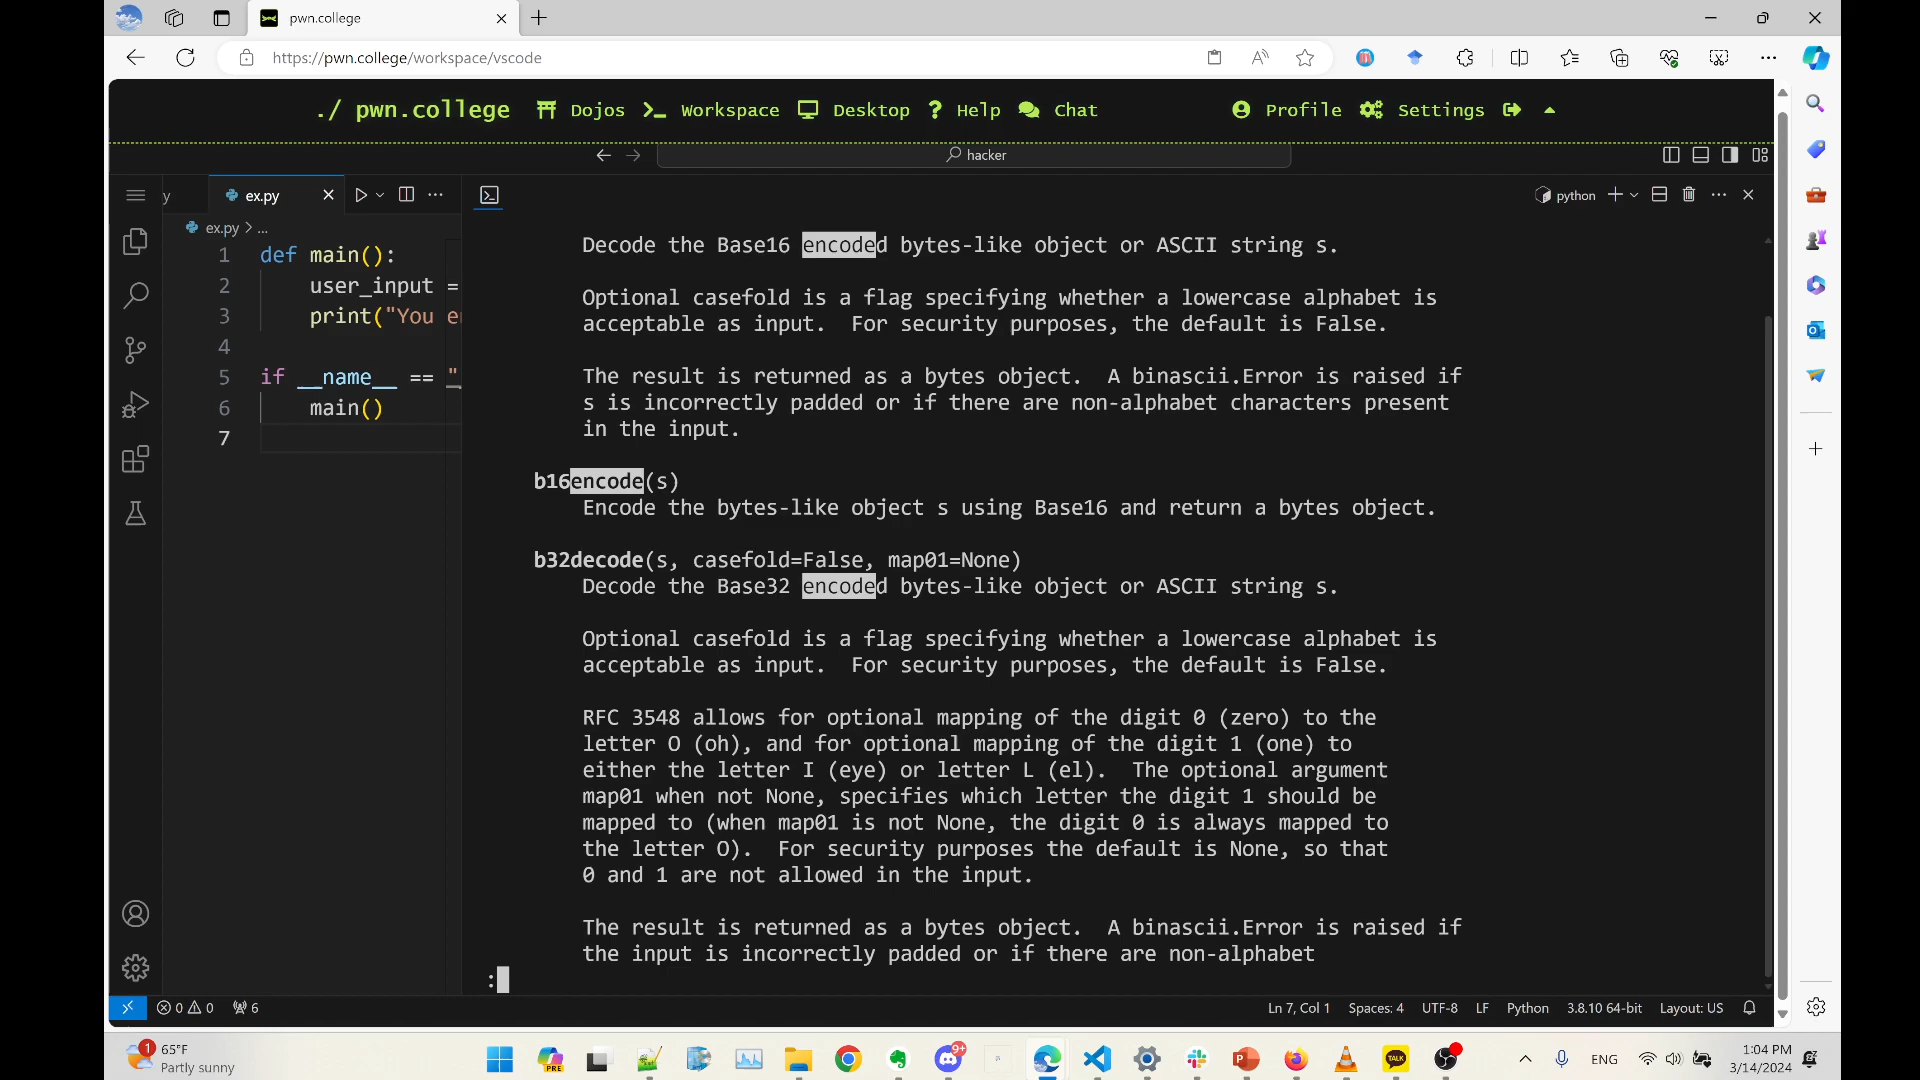 pwn.college
https://pwn.college/workspace/vscode
./ pwn.college Dojos Workspace Desktop ? Help Chat Profile Settings
hacker
y ex.py python
ex.py > ...
1 def main():
2 user_input =
3 print("You en
4
5 if __name__ == "_
6 main()
7
Decode the Base16 encoded bytes-like object or ASCII string s.
Optional casefold is a flag specifying whether a lowercase alphabet is
acceptable as input.  For security purposes, the default is False.
The result is returned as a bytes object.  A binascii.Error is raised if
s is incorrectly padded or if there are non-alphabet characters present
in the input.
b16encode(s)
Encode the bytes-like object s using Base16 and return a bytes object.
b32decode(s, casefold=False, map01=None)
Decode the Base32 encoded bytes-like object or ASCII string s.
Optional casefold is a flag specifying whether a lowercase alphabet is
acceptable as input.  For security purposes, the default is False.
RFC 3548 allows for optional mapping of the digit 0 (zero) to the
letter O (oh), and for optional mapping of the digit 1 (one) to
either the letter I (eye) or letter L (el).  The optional argument
map01 when not None, specifies which letter the digit 1 should be
mapped to (when map01 is not None, the digit 0 is always mapped to
the letter O).  For security purposes the default is None, so that
0 and 1 are not allowed in the input.
The result is returned as a bytes object.  A binascii.Error is raised if
the input is incorrectly padded or if there are non-alphabet
:
0 0 6 Ln 7, Col 1 Spaces: 4 UTF-8 LF Python 3.8.10 64-bit Layout: US
1 65°F PRE 9+ TALK ENG 1:04 PM
Partly sunny 3/14/2024